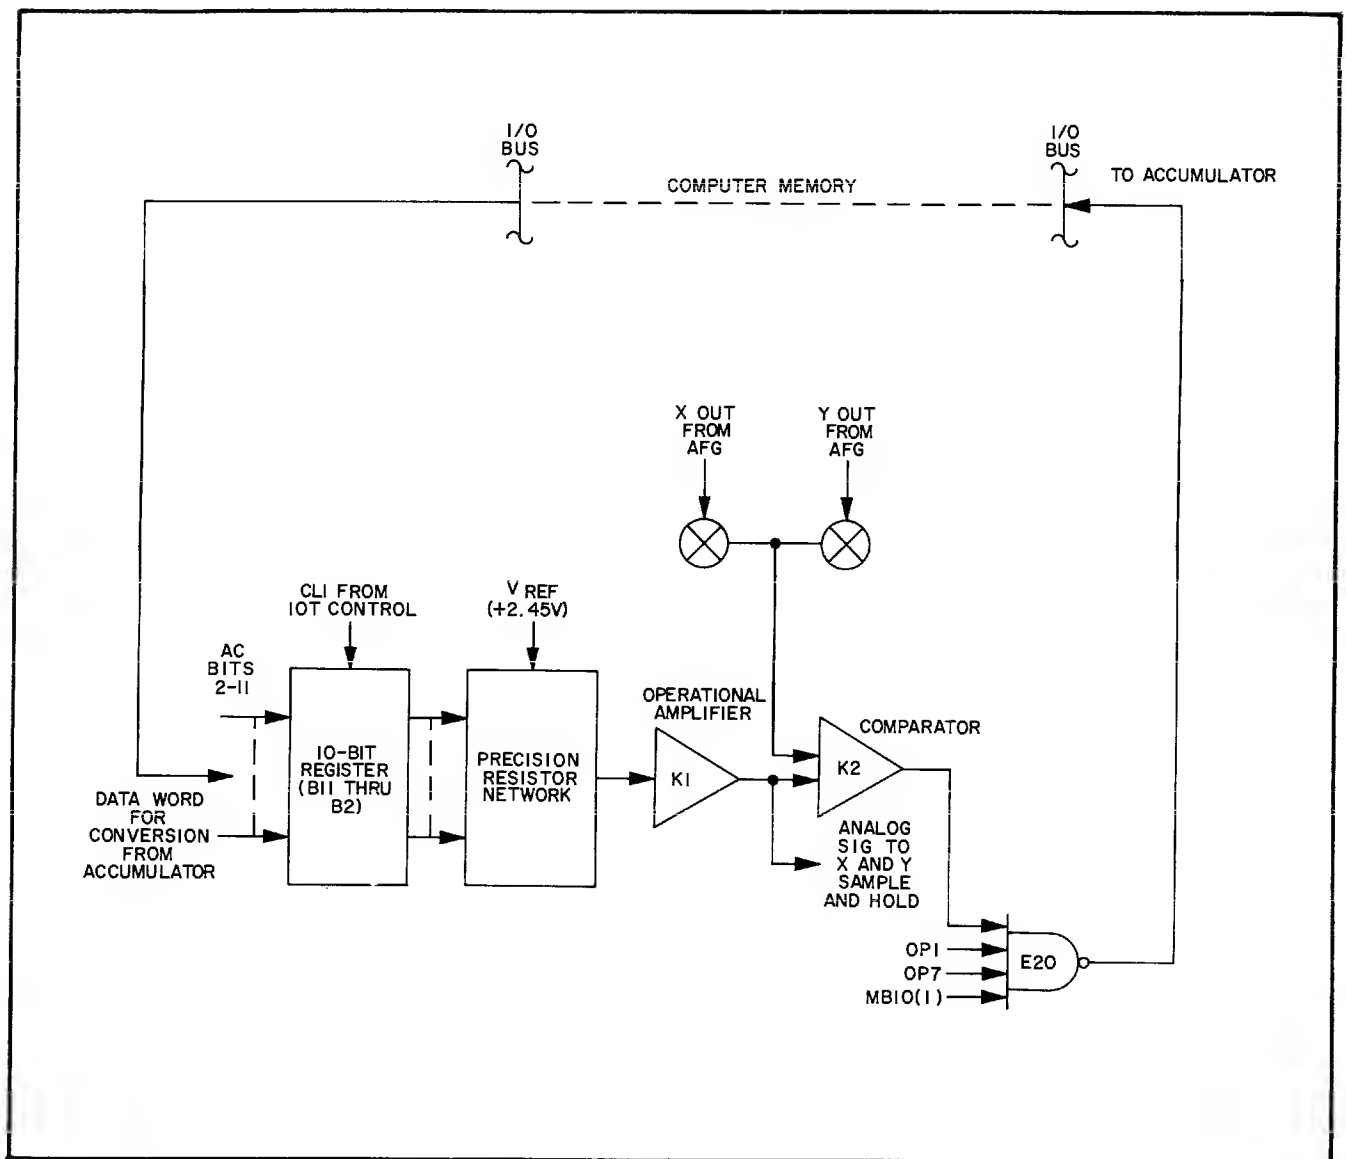 I/O
BUS
I/O
BUS
TO ACCUMULATOR
COMPUTER MEMORY
X OUT
FROM
AFG
Y OUT
FROM
AFG
CL1 FROM
IOT CONTROL
V REF
(+2.45V)
AC
BITS
2-11
10-BIT
REGISTER
(B11 THRU
B2)
PRECISION
RESISTOR
NETWORK
OPERATIONAL
AMPLIFIER
K1
COMPARATOR
K2
DATA WORD
FOR
CONVERSION
FROM
ACCUMULATOR
ANALOG
SIG TO
X AND Y
SAMPLE
AND HOLD
OP1
OP7
MB10(1)
E20